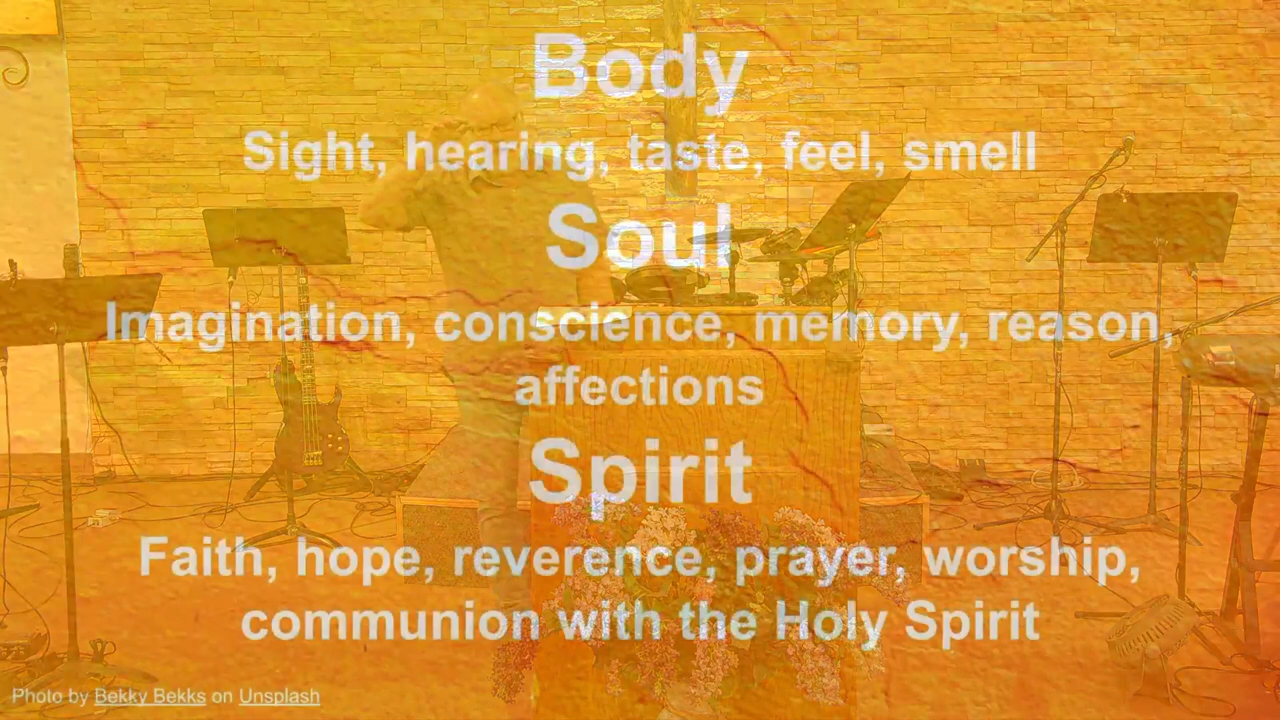 Body
Sight, hearing, taste, feel, smell
Soul
Imagination, conscience, memory, reason,
affections
Spirit
Faith, hope, reverence, prayer, worship,
communion with the Holy Spirit
Photo by Bekky Bekks on Unsplash